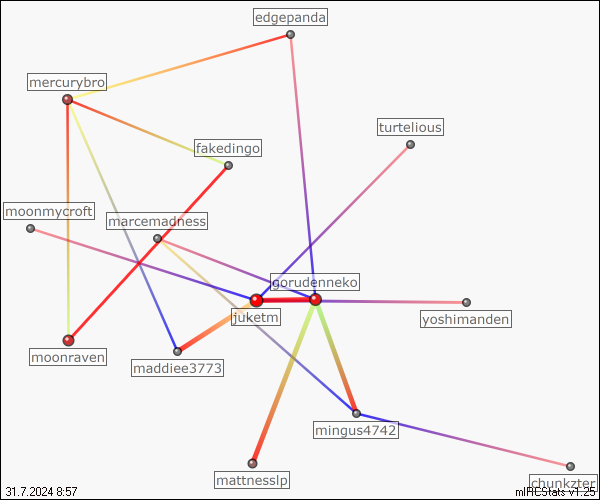 edgepanda
mercurybro
turtelious
fakedingo
moonmycroft
marcemadness
gorudenneko
juketm
yoshimanden
moonraven
maddiee3773
mingus4742
mattnesslp
chunkzter
31.7.2024 8:57
mIRCStats v1.25